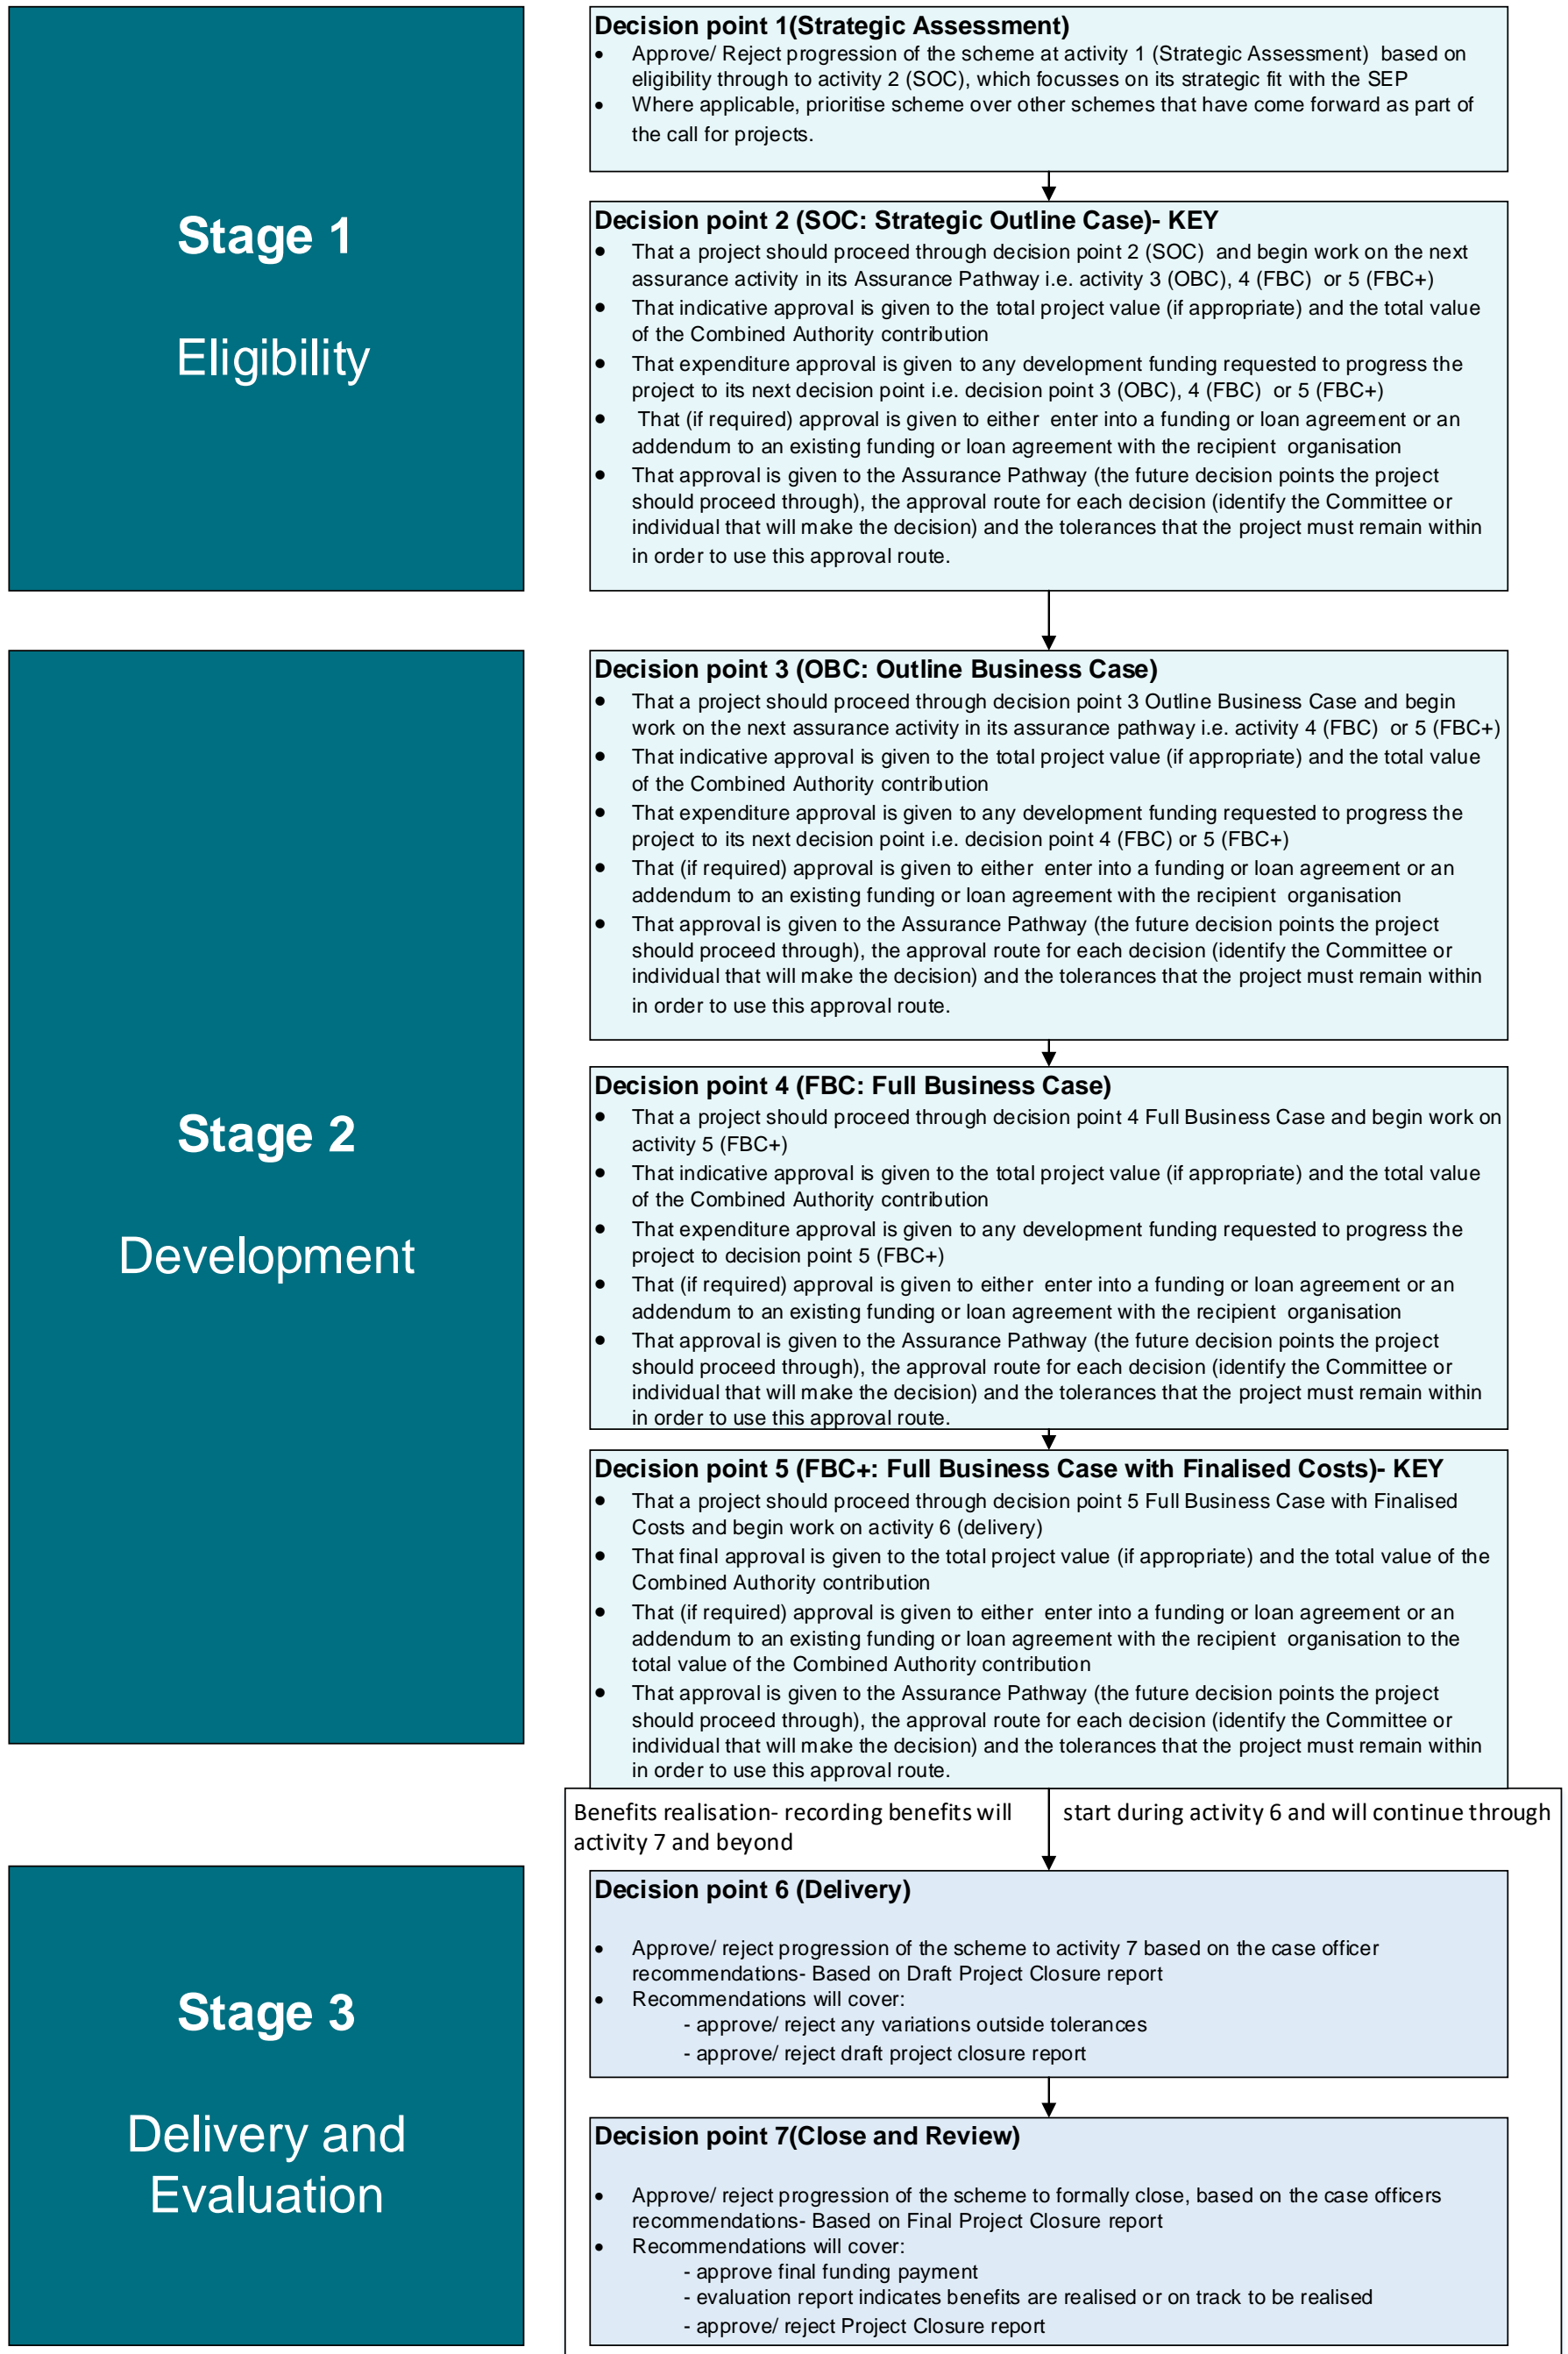 Stage 1
Eligibility
Decision point 1(Strategic Assessment)
• Approve/ Reject progression of the scheme at activity 1 (Strategic Assessment) based on
eligibility through to activity 2 (SOC), which focusses on its strategic fit with the SEP
• Where applicable, prioritise scheme over other schemes that have come forward as part of
the call for projects.
Decision point 2 (SOC: Strategic Outline Case)- KEY
• That a project should proceed through decision point 2 (SOC) and begin work on the next
assurance activity in its Assurance Pathway i.e. activity 3 (OBC), 4 (FBC) or 5 (FBC+)
• That indicative approval is given to the total project value (if appropriate) and the total value
of the Combined Authority contribution
• That expenditure approval is given to any development funding requested to progress the
project to its next decision point i.e. decision point 3 (OBC), 4 (FBC) or 5 (FBC+)
• That (if required) approval is given to either enter into a funding or loan agreement or an
addendum to an existing funding or loan agreement with the recipient organisation
• That approval is given to the Assurance Pathway (the future decision points the project
should proceed through), the approval route for each decision (identify the Committee or
individual that will make the decision) and the tolerances that the project must remain within
in order to use this approval route.
Stage 2
Development
Decision point 3 (OBC: Outline Business Case)
• That a project should proceed through decision point 3 Outline Business Case and begin
work on the next assurance activity in its assurance pathway i.e. activity 4 (FBC) or 5 (FBC+)
• That indicative approval is given to the total project value (if appropriate) and the total value
of the Combined Authority contribution
• That expenditure approval is given to any development funding requested to progress the
project to its next decision point i.e. decision point 4 (FBC) or 5 (FBC+)
• That (if required) approval is given to either enter into a funding or loan agreement or an
addendum to an existing funding or loan agreement with the recipient organisation
• That approval is given to the Assurance Pathway (the future decision points the project
should proceed through), the approval route for each decision (identify the Committee or
individual that will make the decision) and the tolerances that the project must remain within
in order to use this approval route.
Decision point 4 (FBC: Full Business Case)
• That a project should proceed through decision point 4 Full Business Case and begin work on
activity 5 (FBC+)
• That indicative approval is given to the total project value (if appropriate) and the total value
of the Combined Authority contribution
• That expenditure approval is given to any development funding requested to progress the
project to decision point 5 (FBC+)
• That (if required) approval is given to either enter into a funding or loan agreement or an
addendum to an existing funding or loan agreement with the recipient organisation
• That approval is given to the Assurance Pathway (the future decision points the project
should proceed through), the approval route for each decision (identify the Committee or
individual that will make the decision) and the tolerances that the project must remain within
in order to use this approval route.
Decision point 5 (FBC+: Full Business Case with Finalised Costs)- KEY
• That a project should proceed through decision point 5 Full Business Case with Finalised
Costs and begin work on activity 6 (delivery)
• That final approval is given to the total project value (if appropriate) and the total value of the
Combined Authority contribution
• That (if required) approval is given to either enter into a funding or loan agreement or an
addendum to an existing funding or loan agreement with the recipient organisation to the
total value of the Combined Authority contribution
• That approval is given to the Assurance Pathway (the future decision points the project
should proceed through), the approval route for each decision (identify the Committee or
individual that will make the decision) and the tolerances that the project must remain within
in order to use this approval route.
Benefits realisation- recording benefits will start during activity 6 and will continue through
activity 7 and beyond
Stage 3
Delivery and
Evaluation
Decision point 6 (Delivery)
• Approve/ reject progression of the scheme to activity 7 based on the case officer
recommendations- Based on Draft Project Closure report
• Recommendations will cover:
- approve/ reject any variations outside tolerances
- approve/ reject draft project closure report
Decision point 7(Close and Review)
• Approve/ reject progression of the scheme to formally close, based on the case officers
recommendations- Based on Final Project Closure report
• Recommendations will cover:
- approve final funding payment
- evaluation report indicates benefits are realised or on track to be realised
- approve/ reject Project Closure report